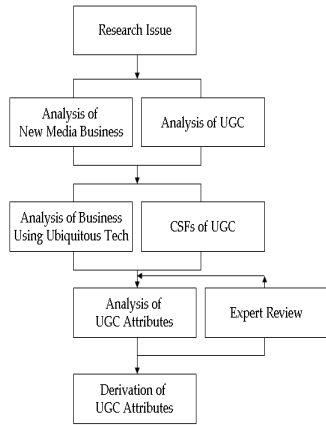 Research Issue
Analysis of
New Media Business
Analysis of UGC
Analysis of Business
Using Ubiquitous Tech
CSFs of UGC
Analysis of
UGC Attributes
Expert Review
Derivation of
UGC Attributes